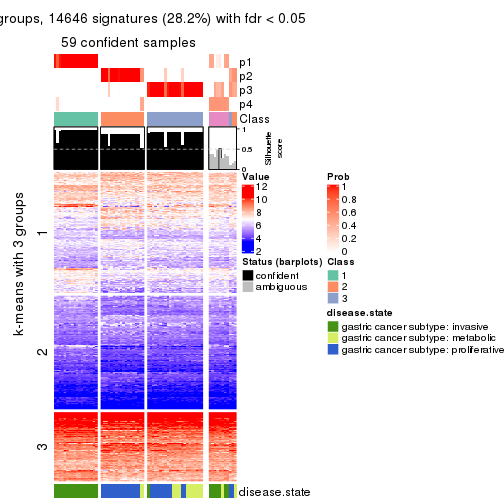 groups, 14646 signatures (28.2%) with fdr < 0.05
59 confident samples
p1
p2
p3
p4
Class
1
0.5
0
Silhouette
score
k-means with 3 groups
1
2
3
Value
12
10
8
6
4
2
Prob
1
0.8
0.6
0.4
0.2
0
Status (barplots)
confident
ambiguous
Class
1
2
3
disease.state
gastric cancer subtype: invasive
gastric cancer subtype: metabolic
gastric cancer subtype: proliferative
disease.state